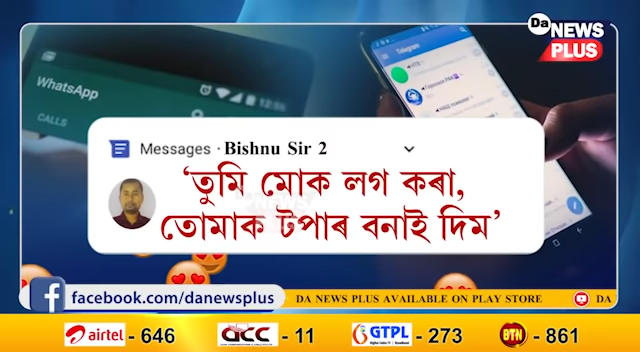 Da NEWS PLUS
WhatsApp
CALLS
Telegram
Messages · Bishnu Sir 2
‘তুমি মোক লগ কৰা,
তোমাক টপাৰ বনাই দিম’
facebook.com/danewsplus
DA NEWS PLUS AVAILABLE ON PLAY STORE
DA
airtel - 646
ACC - 11
GTPL - 273
BTN - 861